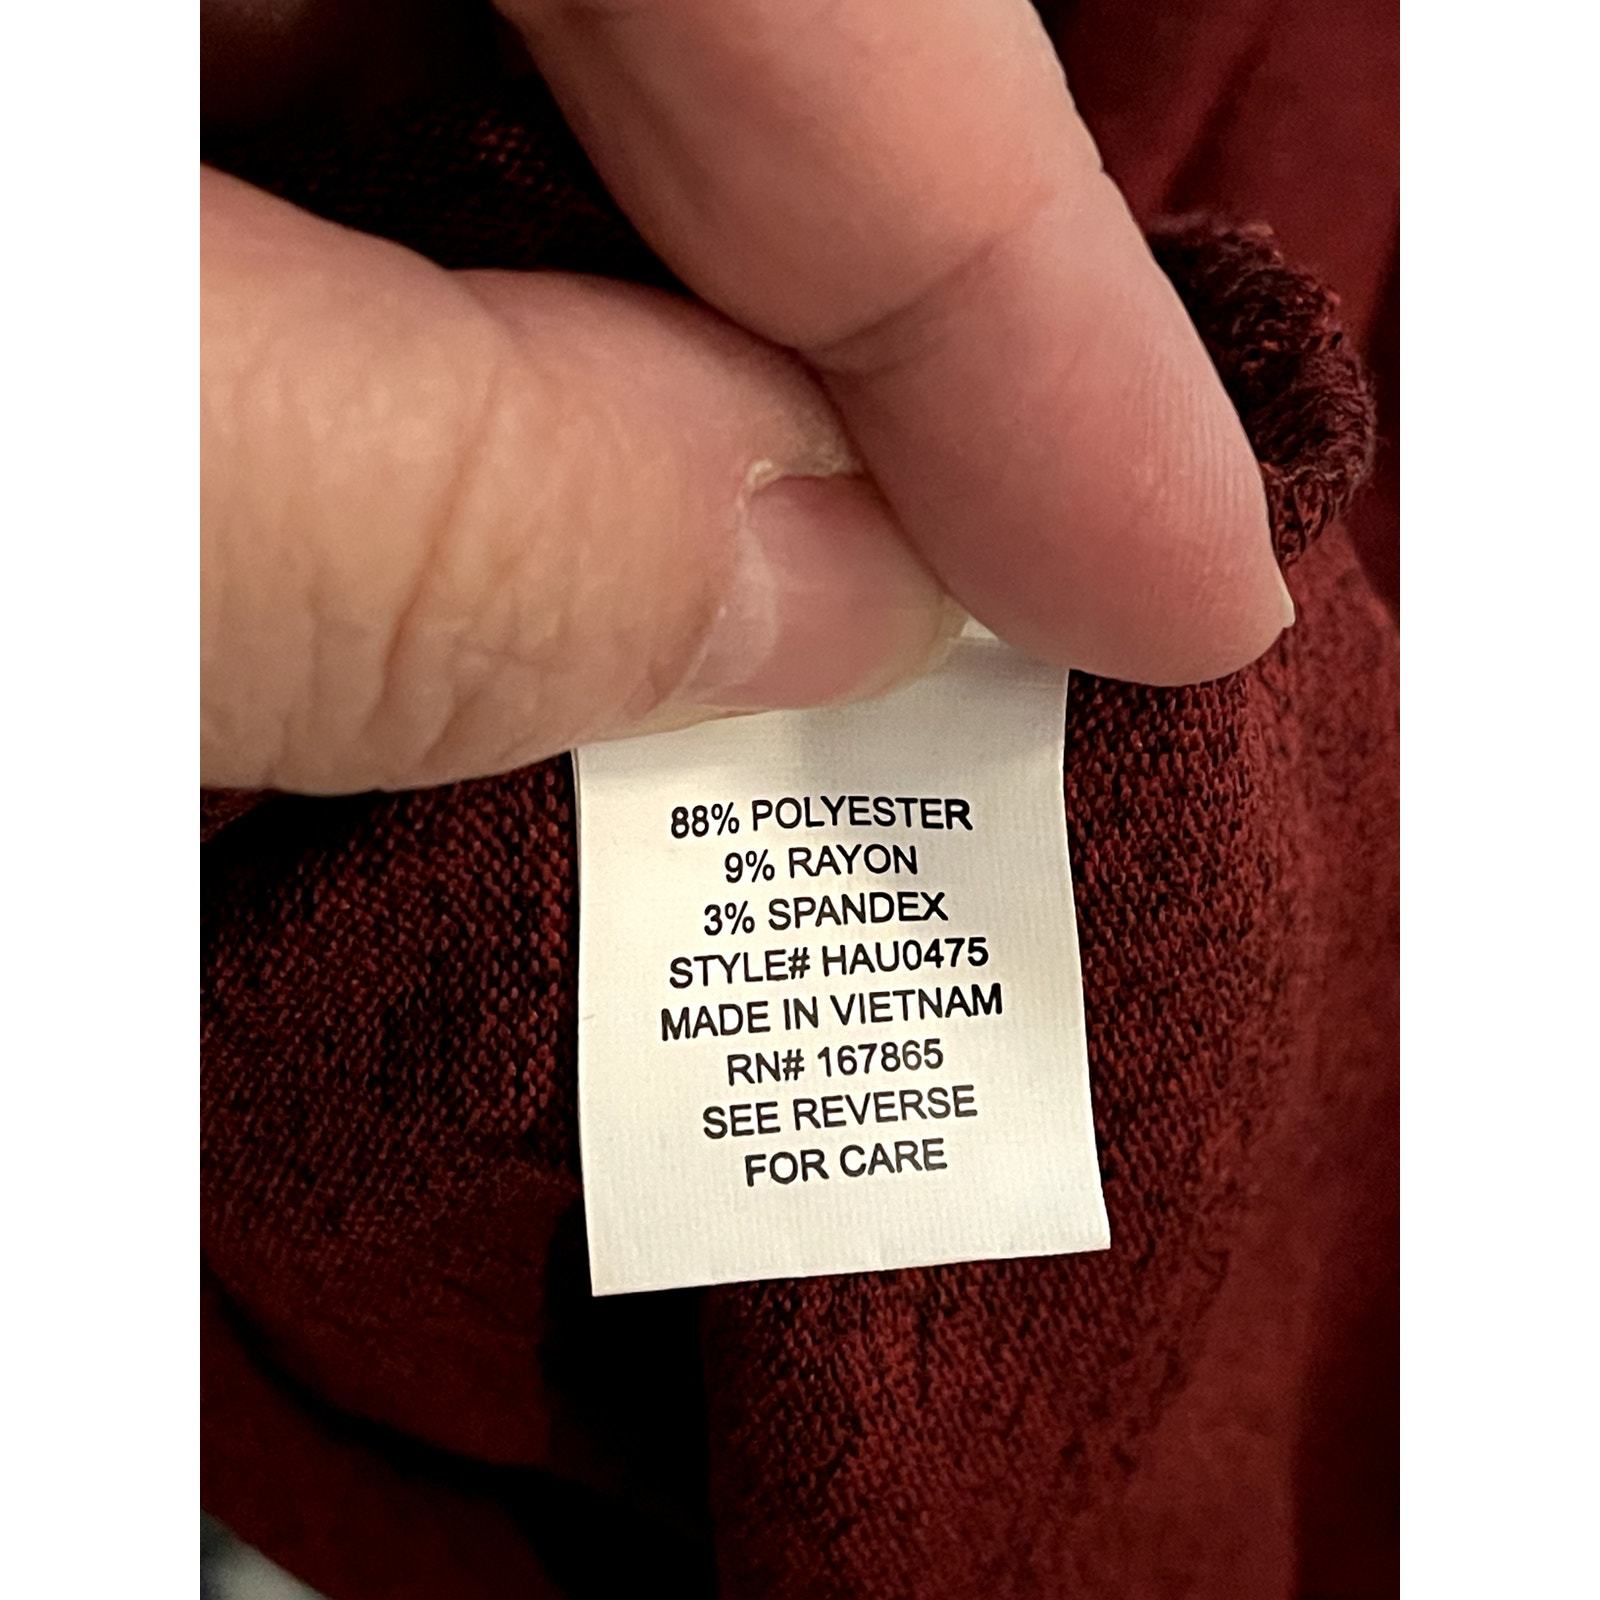 88% POLYESTER
9% RAYON
3% SPANDEX
STYLE# HAU0475
MADE IN VIETNAM
RN# 167865
SEE REVERSE
FOR CARE